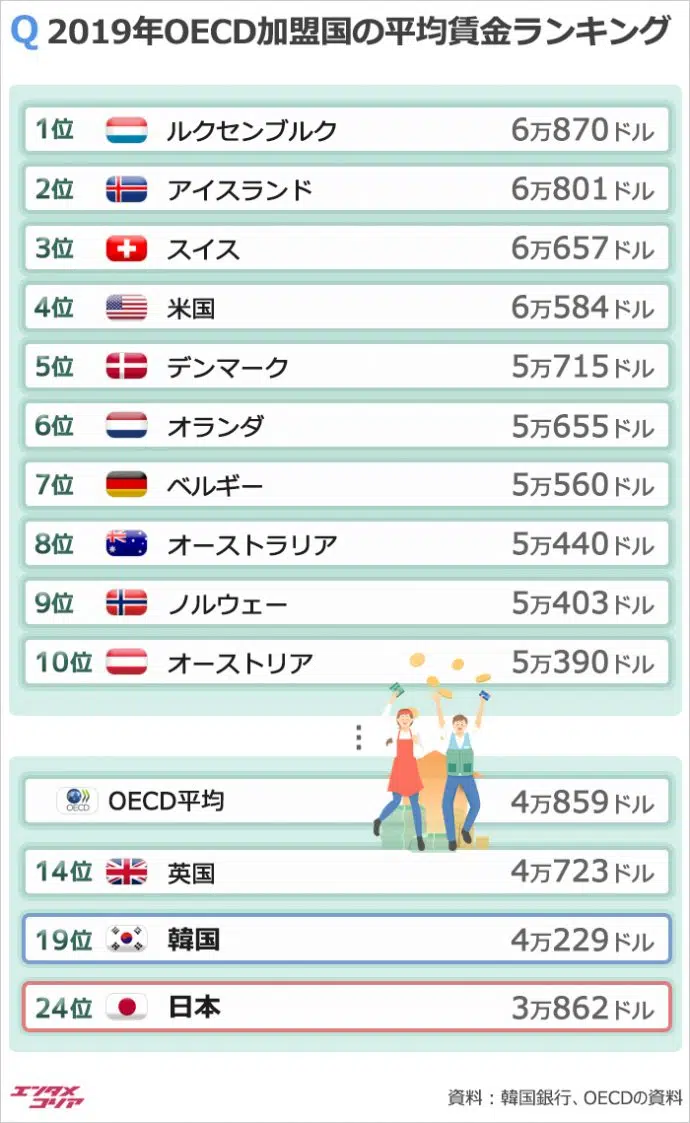 Q 2019年OECD加盟国の平均賃金ランキング
1位 ルクセンブルク 6万870ドル
2位 アイスランド 6万801ドル
3位 スイス 6万657ドル
4位 米国 6万584ドル
5位 デンマーク 5万715ドル
6位 オランダ 5万655ドル
7位 ベルギー 5万560ドル
8位 オーストラリア 5万440ドル
9位 ノルウェー 5万403ドル
10位 オーストリア 5万390ドル
OECD OECD平均 4万859ドル
14位 英国 4万723ドル
19位 韓国 4万229ドル
24位 日本 3万862ドル
エンタメ
コリア
資料：韓国銀行、OECDの資料